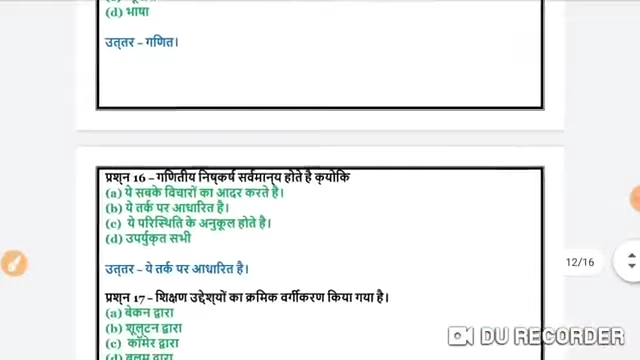 (d) भाषा
उत्तर – गणित।
प्रश्न 16 – गणितीय निष्कर्ष सर्वमान्य होते है क्योकि
(a) ये सबके विचारों का आदर करते है।
(b) ये तर्क पर आधारित है।
(c) ये परिस्थिति के अनुकूल होते है।
(d) उपर्युक्त सभी
उत्तर – ये तर्क पर आधारित है।
12/16
प्रश्न 17 – शिक्षण उद्देश्यों का क्रमिक वर्गीकरण किया गया है।
(a) बेकन द्वारा
(b) शूल्टन द्वारा
(c) कॉमेर द्वारा
(d) ब्लूम द्वारा
DU RECORDER